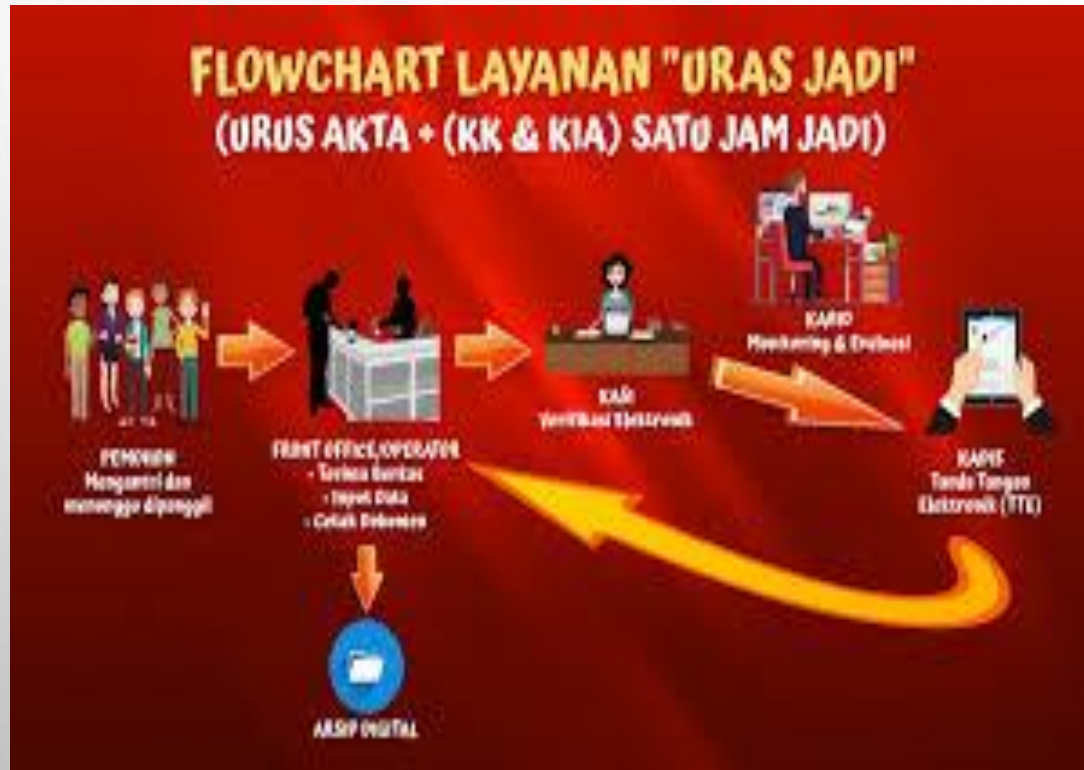 FLOWCHART LAYANAN "URAS JADI"
(URUS AKTA + (KK & KIA) SATU JAM JADI)
PEMOHON
Mengantri dan
menunggu dipanggil
FRONT OFFICE/OPERATOR
- Terima Berkas
- Input Data
- Cetak Dokumen
ARSIP DIGITAL
Verifikasi Elektronik
KABID
Monitoring & Evaluasi
KADIS
Tanda Tangan
Elektronik (TTE)